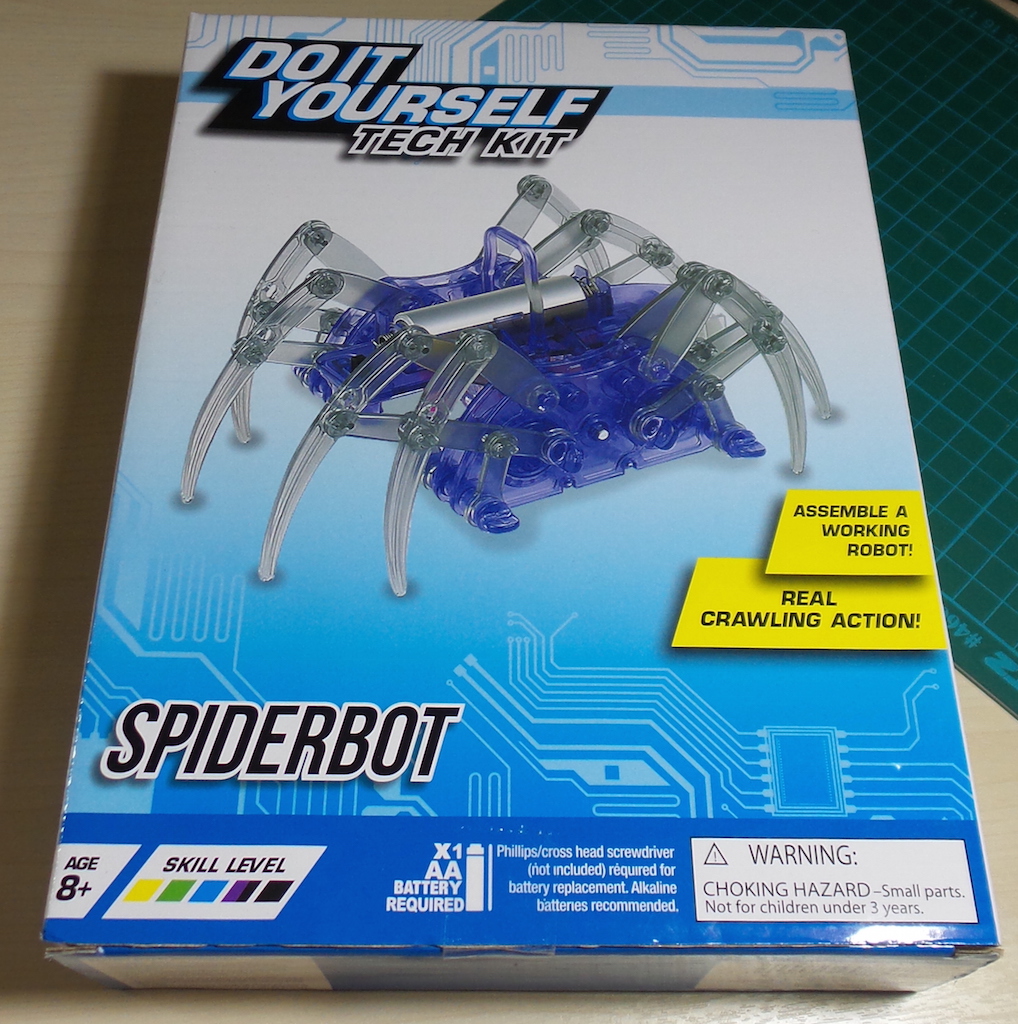 DO IT
YOURSELF
TECH KIT
ASSEMBLE A
WORKING
ROBOT!
REAL
CRAWLING ACTION!
SPIDERBOT
AGE
8+
SKILL LEVEL
X1
AA
BATTERY
REQUIRED
Phillips/cross head screwdriver
(not included) required for
battery replacement. Alkaline
batteries recommended.
WARNING:
CHOKING HAZARD –Small parts.
Not for children under 3 years.